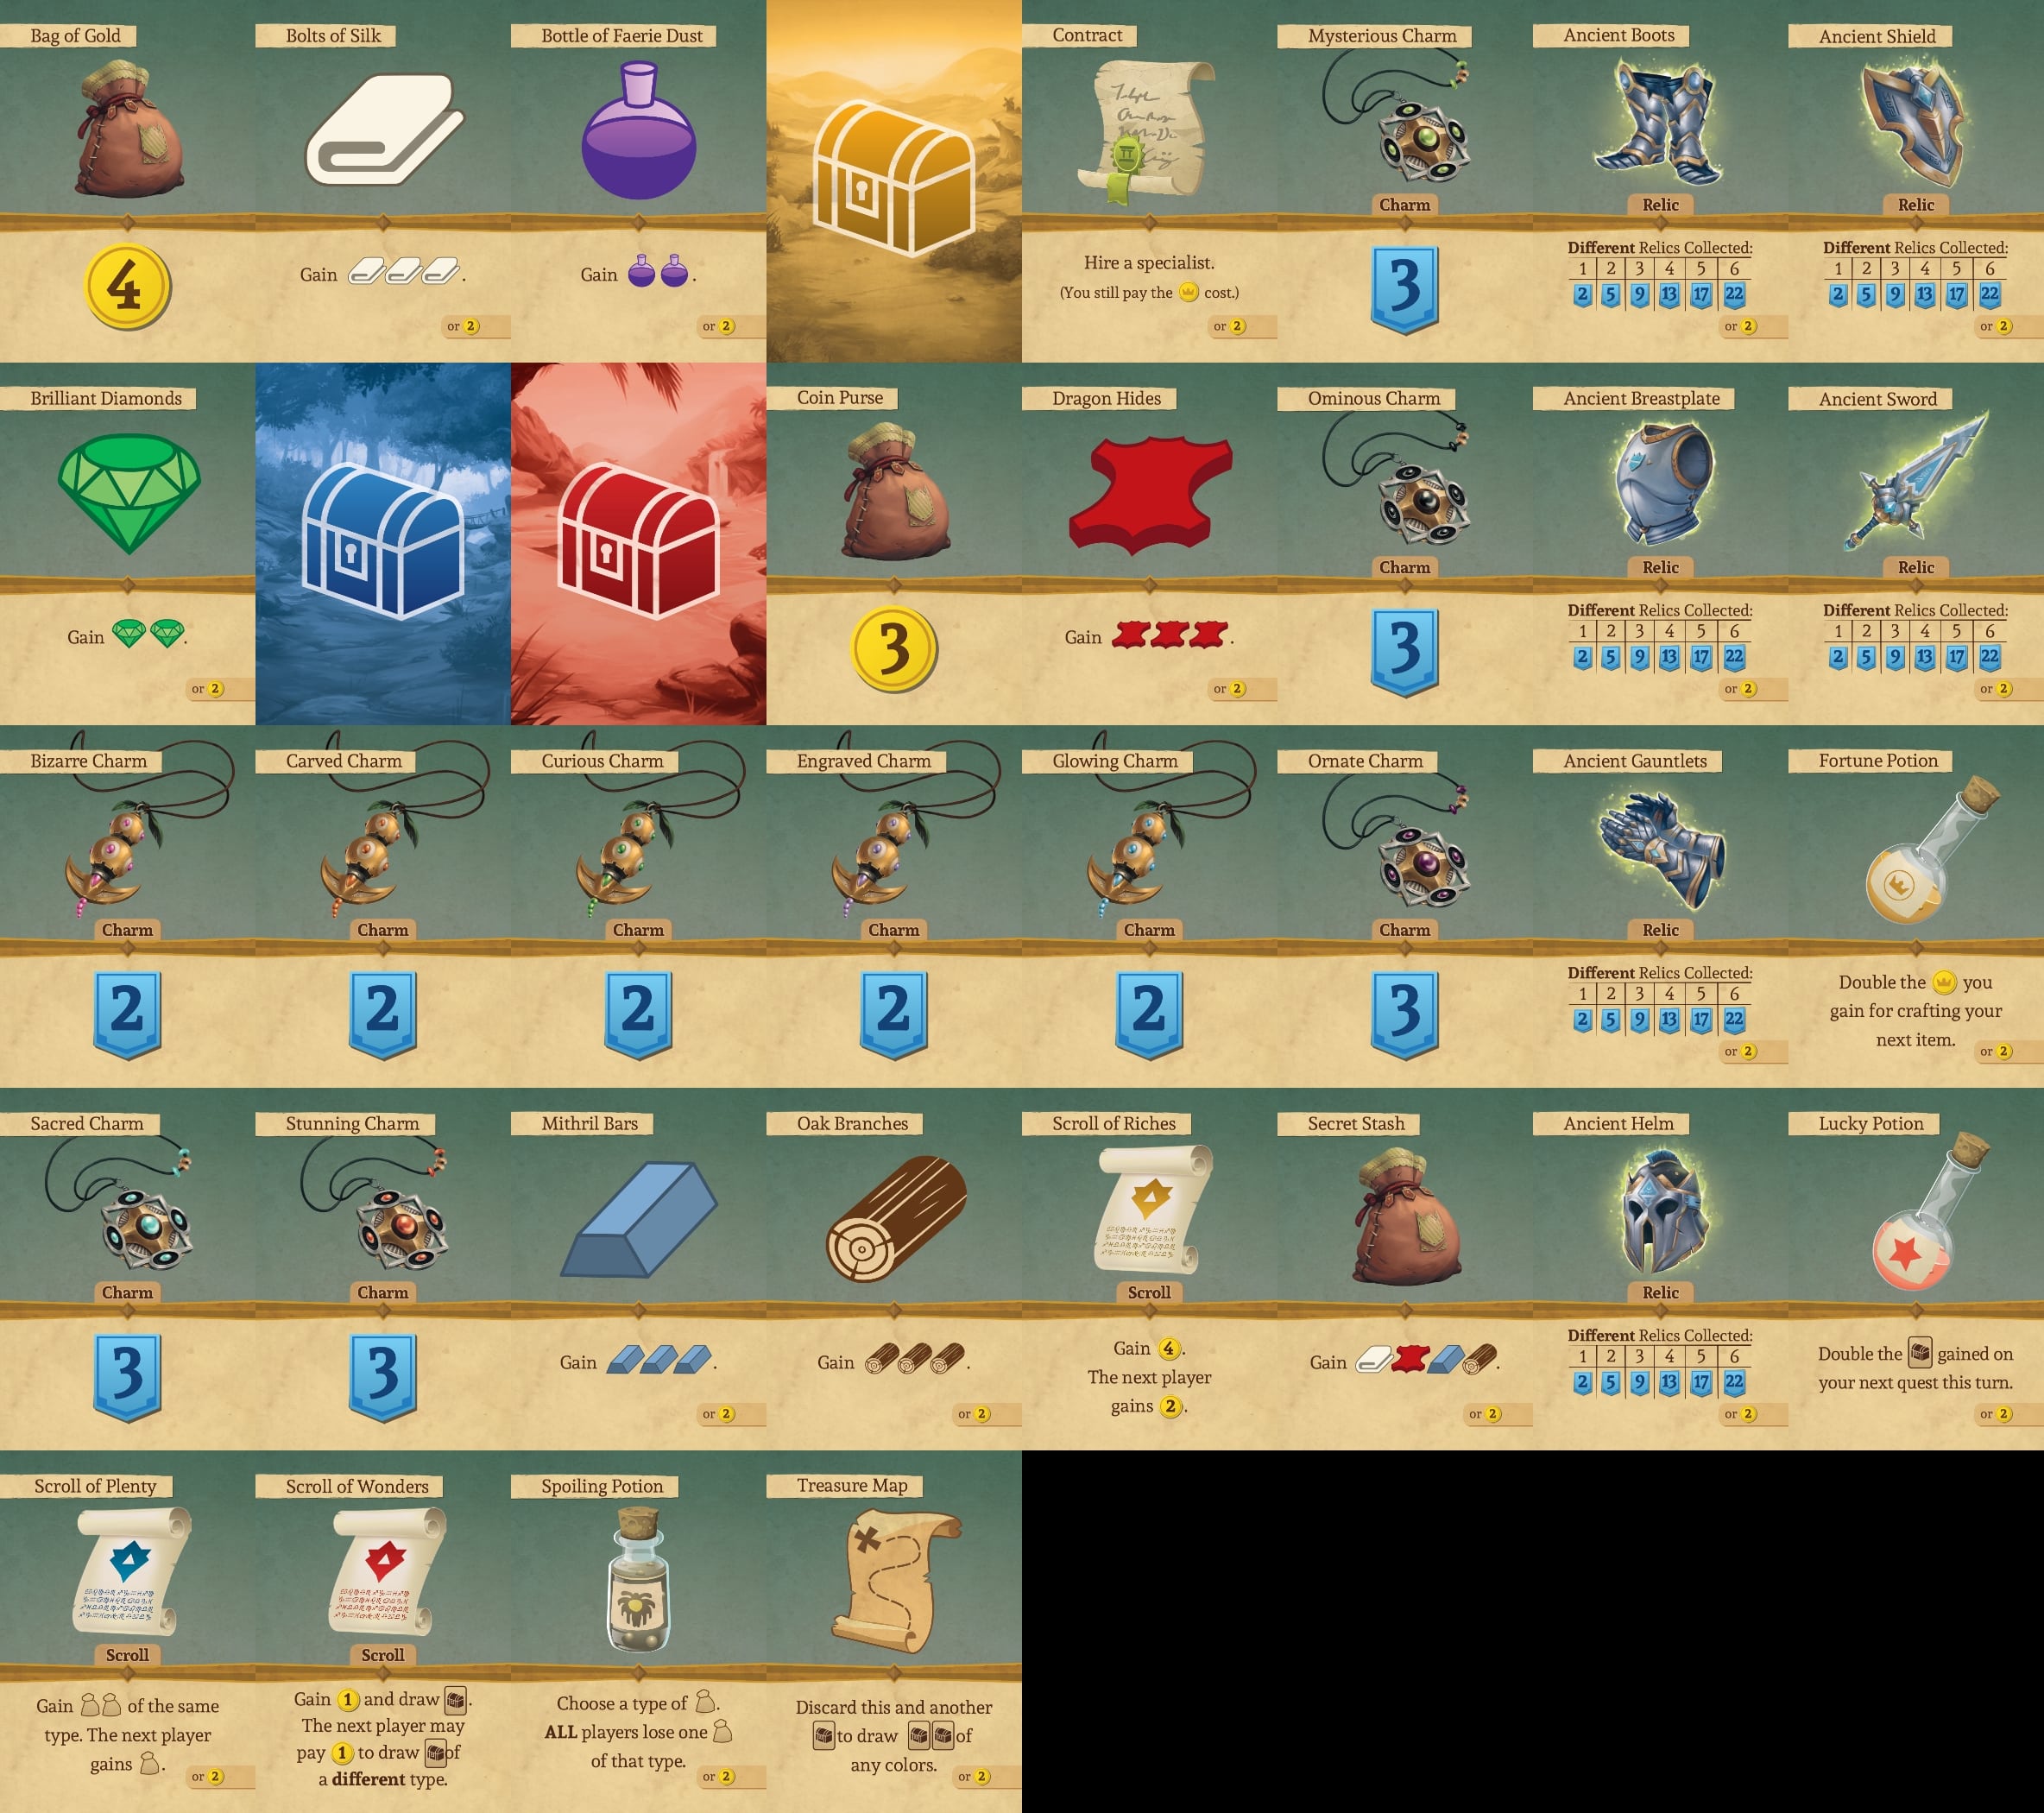 Bag of Gold
4
Bolts of Silk
Gain .
or 2
Bottle of Faerie Dust
Gain .
or 2
Contract
Hire a specialist.
(You still pay the cost.)
or 2
Mysterious Charm
Charm
3
Ancient Boots
Relic
Different Relics Collected:
1 2 3 4 5 6
2 5 9 13 17 22
or 2
Ancient Shield
Relic
Different Relics Collected:
1 2 3 4 5 6
2 5 9 13 17 22
or 2
Brilliant Diamonds
Gain .
or 2
Coin Purse
3
Dragon Hides
Gain .
or 2
Ominous Charm
Charm
3
Ancient Breastplate
Relic
Different Relics Collected:
1 2 3 4 5 6
2 5 9 13 17 22
or 2
Ancient Sword
Relic
Different Relics Collected:
1 2 3 4 5 6
2 5 9 13 17 22
or 2
Bizarre Charm
Charm
2
Carved Charm
Charm
2
Curious Charm
Charm
2
Engraved Charm
Charm
2
Glowing Charm
Charm
2
Ornate Charm
Charm
3
Ancient Gauntlets
Relic
Different Relics Collected:
1 2 3 4 5 6
2 5 9 13 17 22
or 2
Fortune Potion
Double the you
gain for crafting your
next item.
or 2
Sacred Charm
Charm
3
Stunning Charm
Charm
3
Mithril Bars
Gain .
or 2
Oak Branches
Gain .
or 2
Scroll of Riches
Scroll
Gain 4.
The next player
gains 2.
Secret Stash
Gain .
or 2
Ancient Helm
Relic
Different Relics Collected:
1 2 3 4 5 6
2 5 9 13 17 22
or 2
Lucky Potion
Double the gained on
your next quest this turn.
or 2
Scroll of Plenty
Scroll
Gain of the same
type. The next player
gains .
or 2
Scroll of Wonders
Scroll
Gain 1 and draw .
The next player may
pay 1 to draw of
a different type.
Spoiling Potion
Choose a type of .
ALL players lose one
of that type.
or 2
Treasure Map
Discard this and another
to draw of
any colors.
or 2